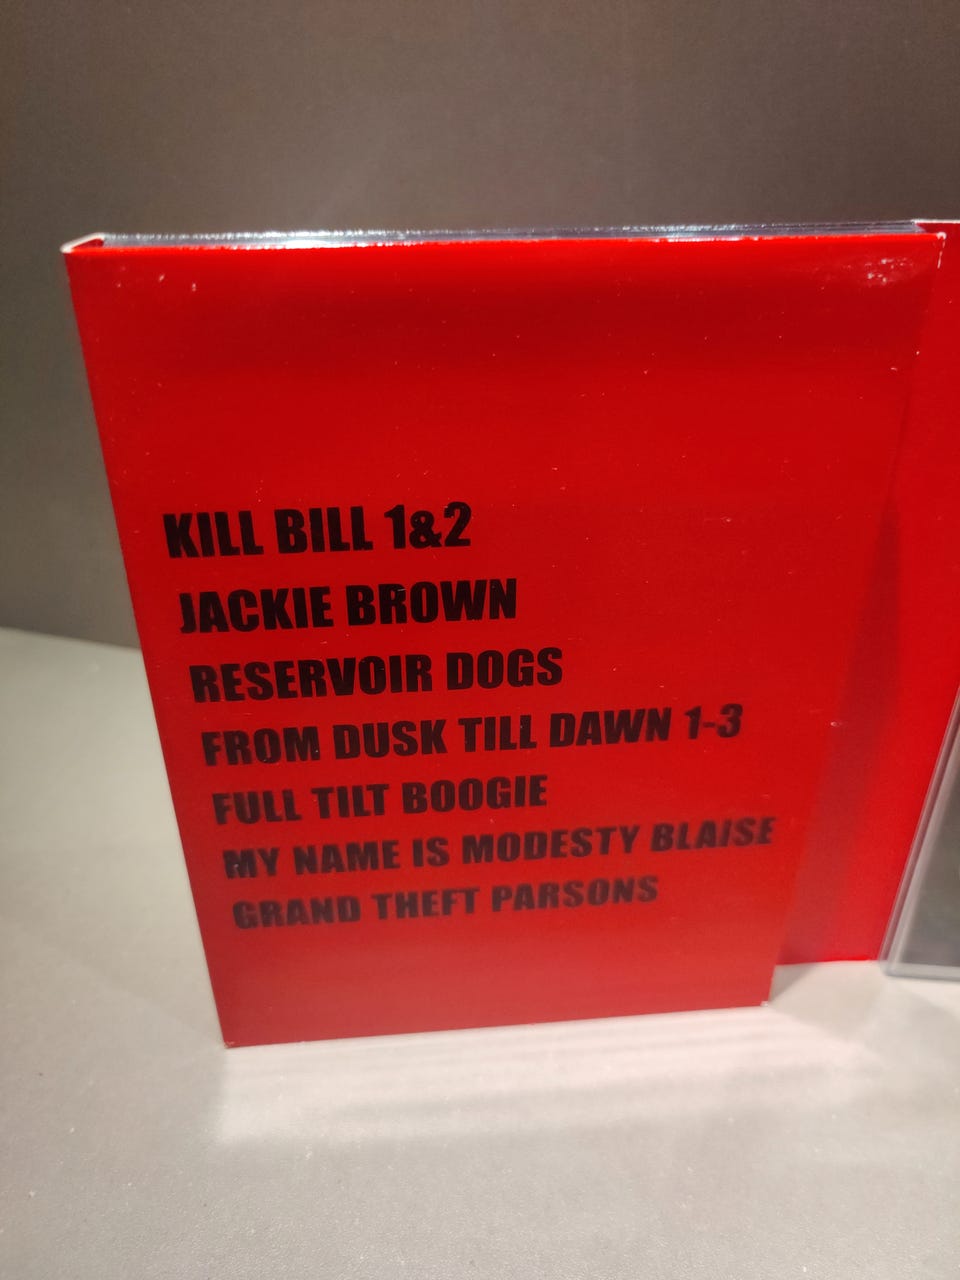 KILL BILL 1&2
JACKIE BROWN
RESERVOIR DOGS
FROM DUSK TILL DAWN 1-3
FULL TILT BOOGIE
MY NAME IS MODESTY BLAISE
GRAND THEFT PARSONS